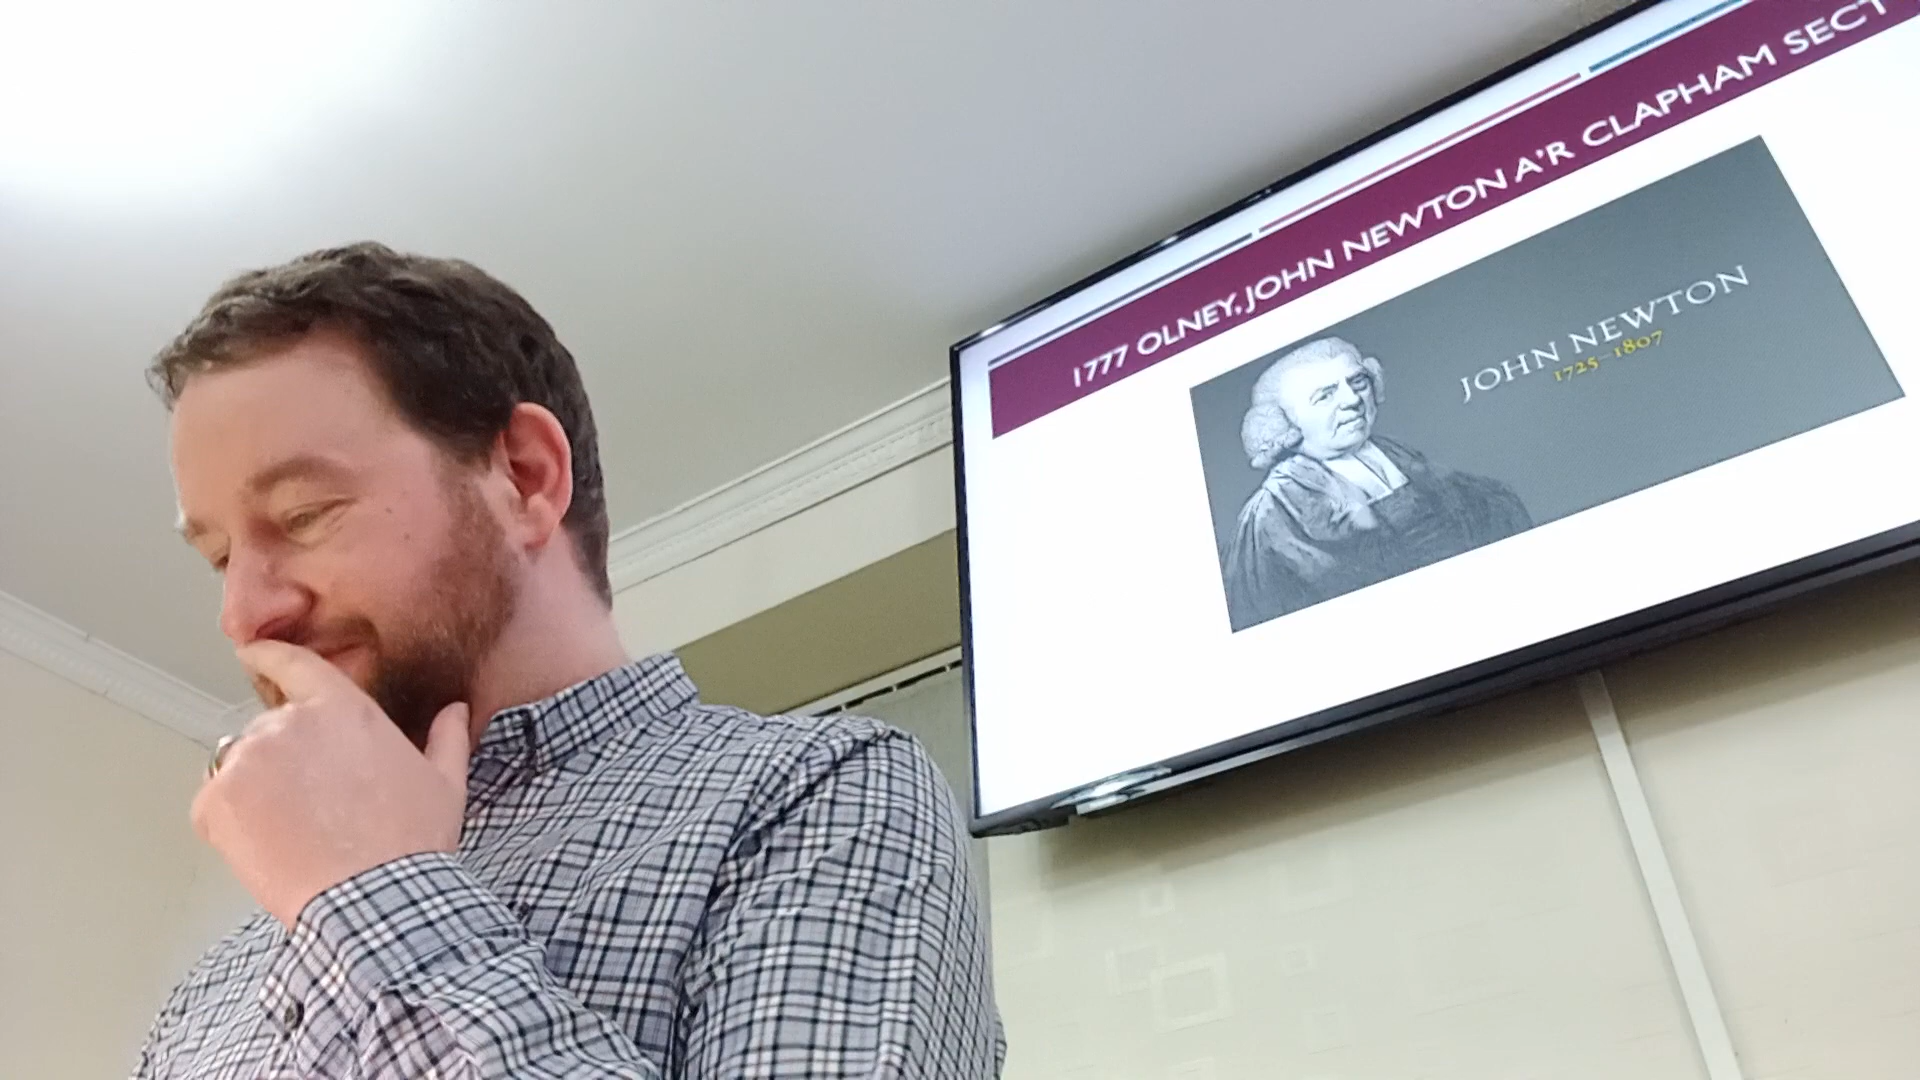 1777 OLNEY, JOHN NEWTON A'R CLAPHAM SECT
JOHN NEWTON
1725–1807